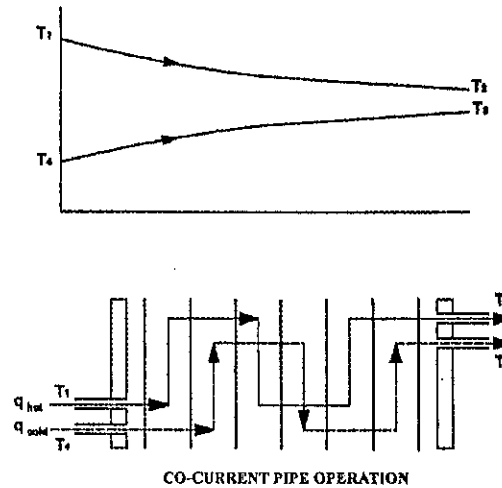 T₁
T₂
T₃
T₄
T
T₁
q hot
T
q cold
T₄
CO-CURRENT PIPE OPERATION